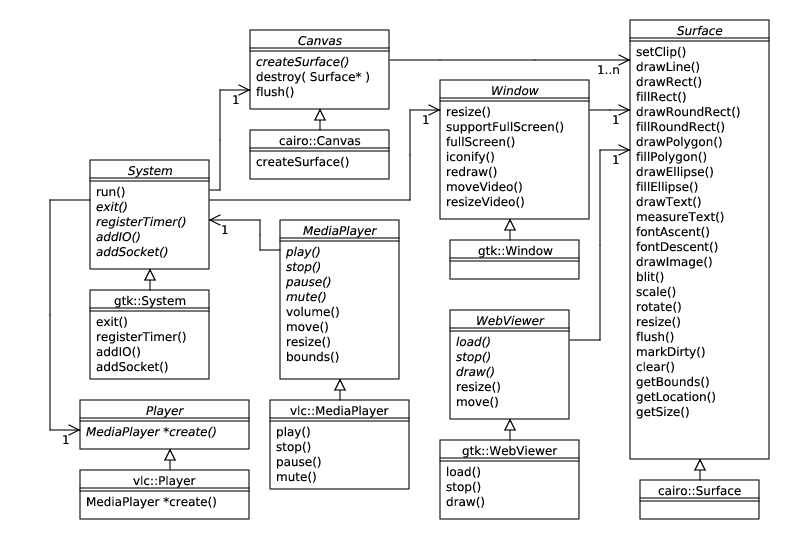 Canvas
createSurface()
destroy( Surface* )
flush()
1
cairo::Canvas
createSurface()
System
run()
exit()
registerTimer()
addIO()
addSocket()
gtk::System
exit()
registerTimer()
addIO()
addSocket()
1
Player
MediaPlayer *create()
1
vlc::Player
MediaPlayer *create()
MediaPlayer
play()
stop()
pause()
mute()
volume()
move()
resize()
bounds()
vlc::MediaPlayer
play()
stop()
pause()
mute()
Window
resize()
supportFullScreen()
fullScreen()
iconify()
redraw()
moveVideo()
resizeVideo()
1
gtk::Window
WebViewer
load()
stop()
draw()
resize()
move()
gtk::WebViewer
load()
stop()
draw()
1..n
1
1
Surface
setClip()
drawLine()
drawRect()
fillRect()
drawRoundRect()
fillRoundRect()
drawPolygon()
fillPolygon()
drawEllipse()
fillEllipse()
drawText()
measureText()
fontAscent()
fontDescent()
drawImage()
blit()
scale()
rotate()
resize()
flush()
markDirty()
clear()
getBounds()
getLocation()
getSize()
cairo::Surface